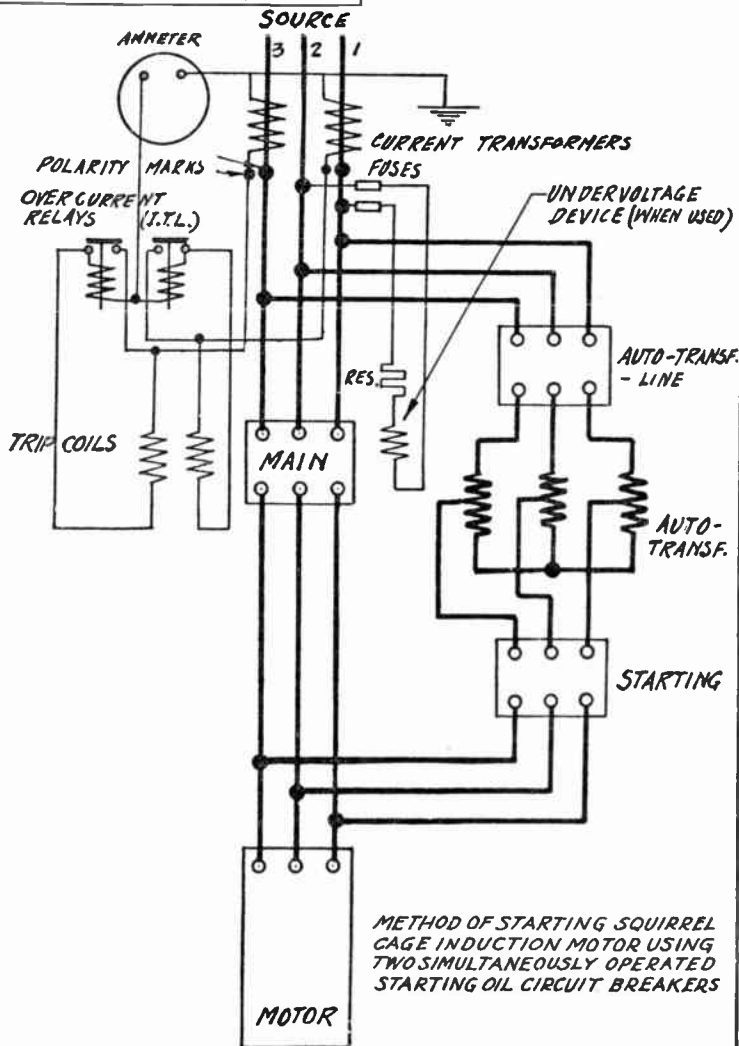 SOURCE
AMMETER
3 2 1
CURRENT TRANSFORMERS
POLARITY MARKS
FUSES
OVERCURRENT
RELAYS (I.T.L.)
UNDERVOLTAGE
DEVICE (WHEN USED)
AUTO-TRANSF.
- LINE
RES.
TRIP COILS
MAIN
AUTO-
TRANSF.
STARTING
METHOD OF STARTING SQUIRREL
CAGE INDUCTION MOTOR USING
TWO SIMULTANEOUSLY OPERATED
STARTING OIL CIRCUIT BREAKERS
MOTOR